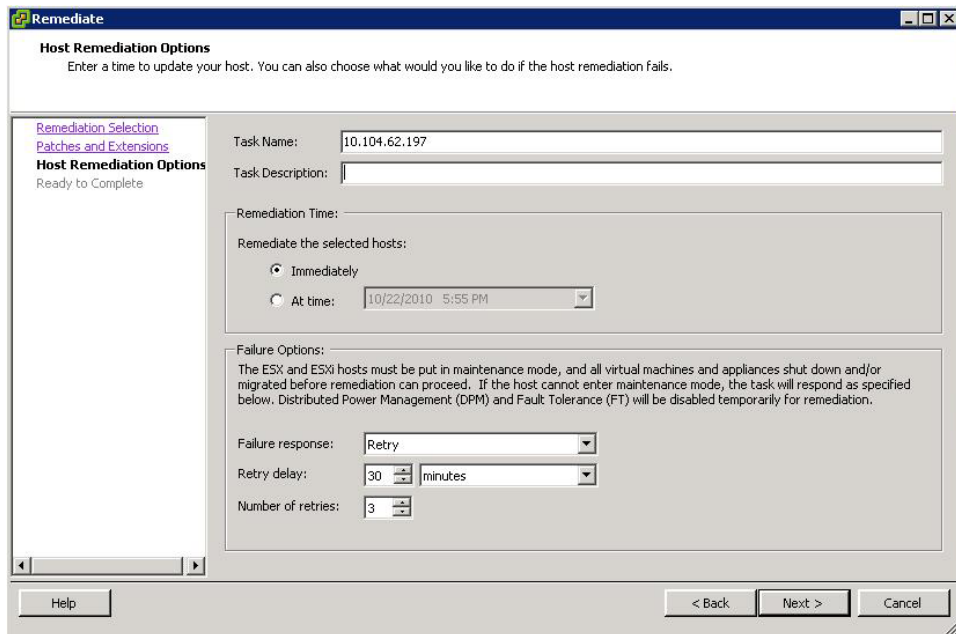 Remediate
Host Remediation Options
Enter a time to update your host. You can also choose what would you like to do if the host remediation fails.
Remediation Selection
Patches and Extensions
Host Remediation Options
Ready to Complete
Task Name: 10.104.62.197
Task Description:
Remediation Time:
Remediate the selected hosts:
Immediately
At time: 10/22/2010 5:55 PM
Failure Options:
The ESX and ESXi hosts must be put in maintenance mode, and all virtual machines and appliances shut down and/or
migrated before remediation can proceed. If the host cannot enter maintenance mode, the task will respond as specified
below. Distributed Power Management (DPM) and Fault Tolerance (FT) will be disabled temporarily for remediation.
Failure response: Retry
Retry delay: 30 minutes
Number of retries: 3
Help < Back Next > Cancel